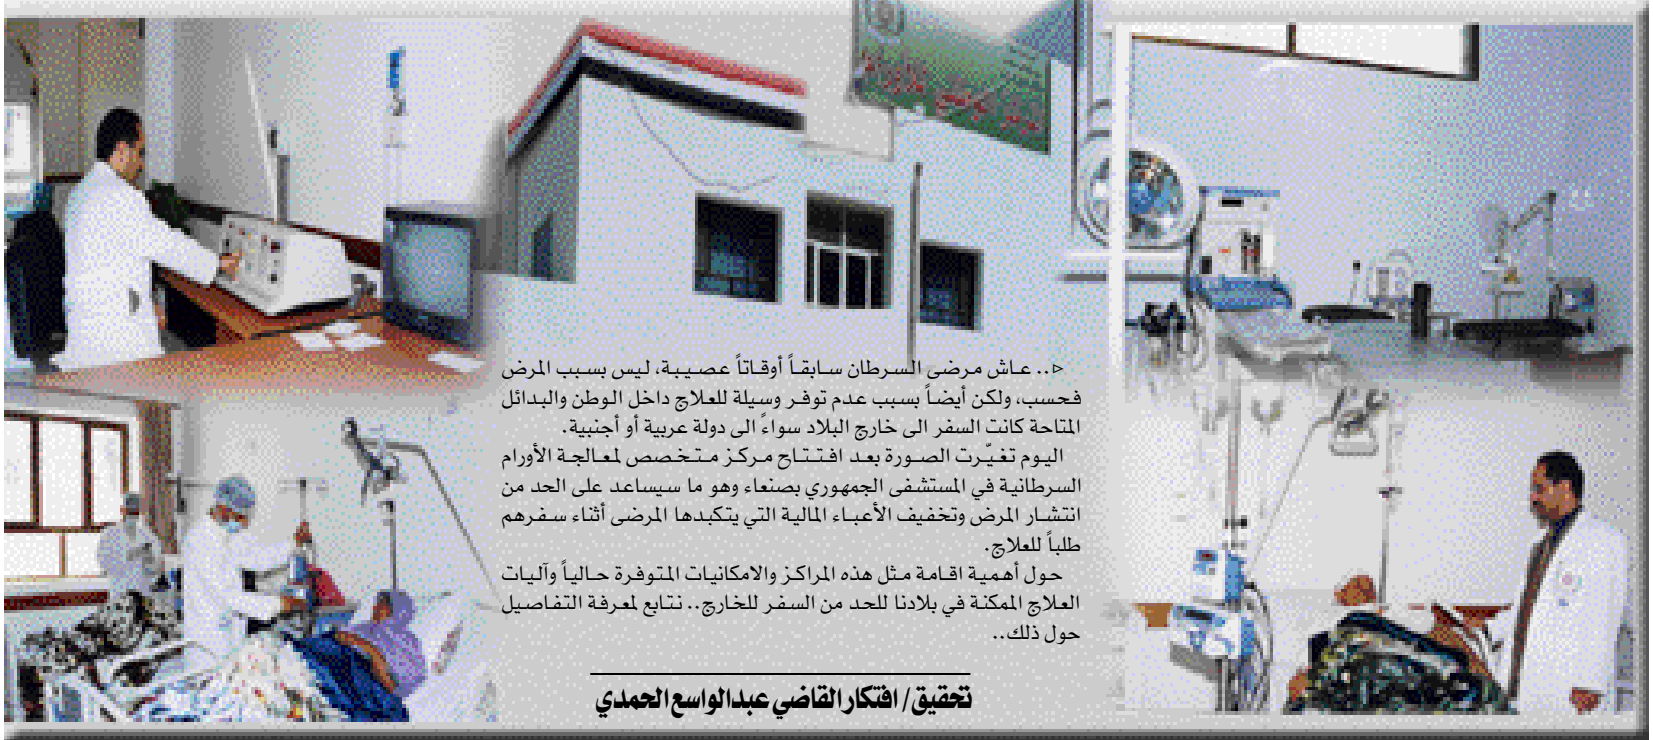 .. عاش مرضى السرطان سابقاً أوقاتاً عصيبة، ليس بسبب المرض
فحسب، ولكن أيضاً بسبب عدم توفر وسيلة للعلاج داخل الوطن والبدائل
المتاحة كانت السفر الى خارج البلاد سواءً الى دولة عربية أو أجنبية.
اليوم تغيّرت الصورة بعد افتتاح مركز متخصص لمعالجة الأورام
السرطانية في المستشفى الجمهوري بصنعاء وهو ما سيساعد على الحد من
انتشار المرض وتخفيف الأعباء المالية التي يتكبدها المرضى أثناء سفرهم
طلباً للعلاج.
حول أهمية اقامة مثل هذه المراكز والامكانيات المتوفرة حالياً وآليات
العلاج الممكنة في بلادنا للحد من السفر للخارج.. نتابع لمعرفة التفاصيل
حول ذلك..
تحقيق/ افتكار القاضي عبدالواسع الحمدي